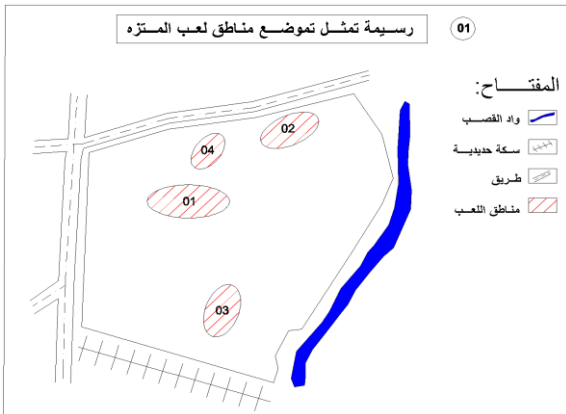 رسيمة تمثل تموضع مناطق لعب المتزه
01
المفتاح:
واد القصب
سكة حديدية
طريق
مناطق اللعب
02
04
01
03